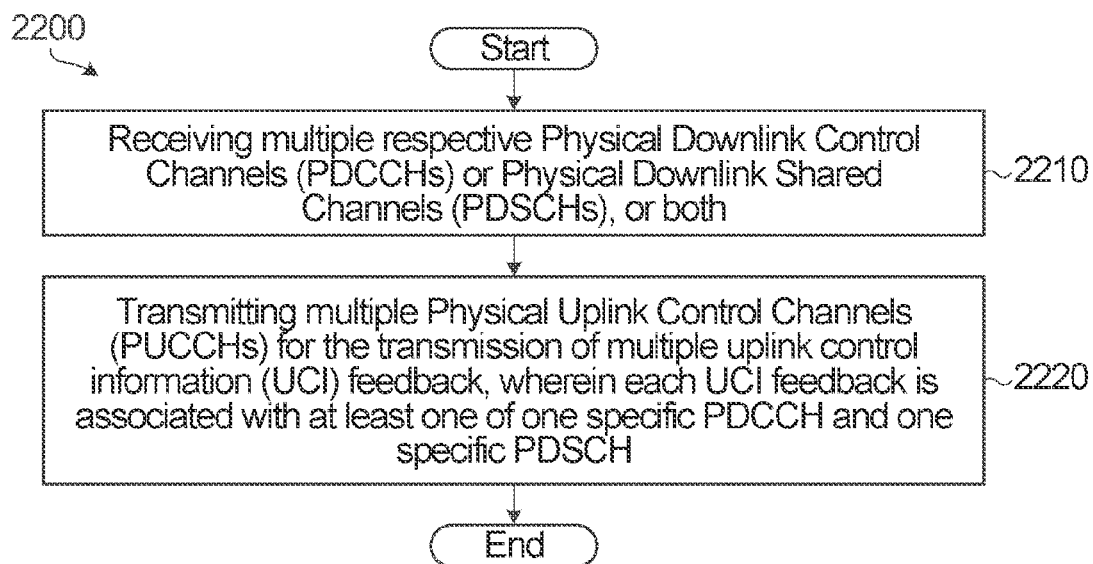 2200
Start
Receiving multiple respective Physical Downlink Control
Channels (PDCCHs) or Physical Downlink Shared
Channels (PDSCHs), or both
2210
Transmitting multiple Physical Uplink Control Channels
(PUCCHs) for the transmission of multiple uplink control
information (UCI) feedback, wherein each UCI feedback is
associated with at least one of one specific PDCCH and one
specific PDSCH
2220
End